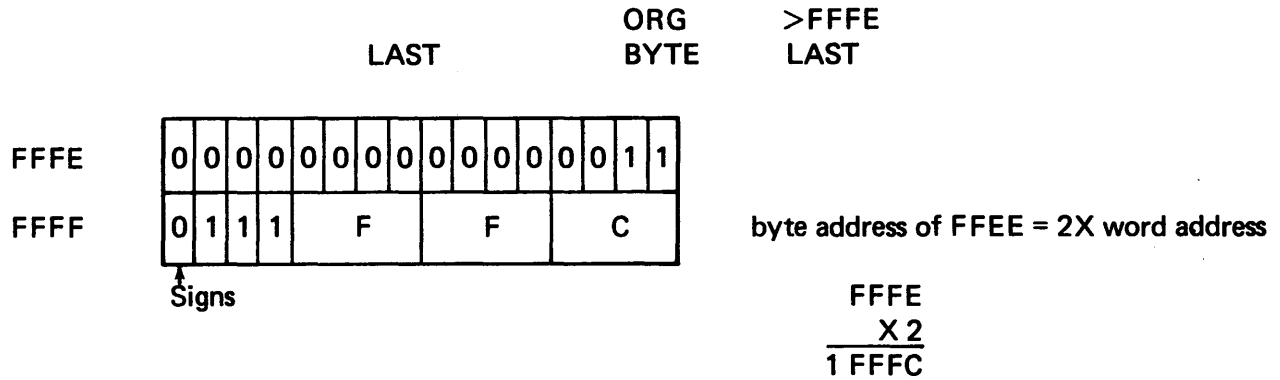 ORG >FFFE
LAST BYTE LAST
FFFE 0 0 0 0 0 0 0 0 0 0 0 0 0 0 1 1
FFFF 0 1 1 1 F F C byte address of FFEE = 2X word address
Signs
FFFE
X 2
1 FFFC